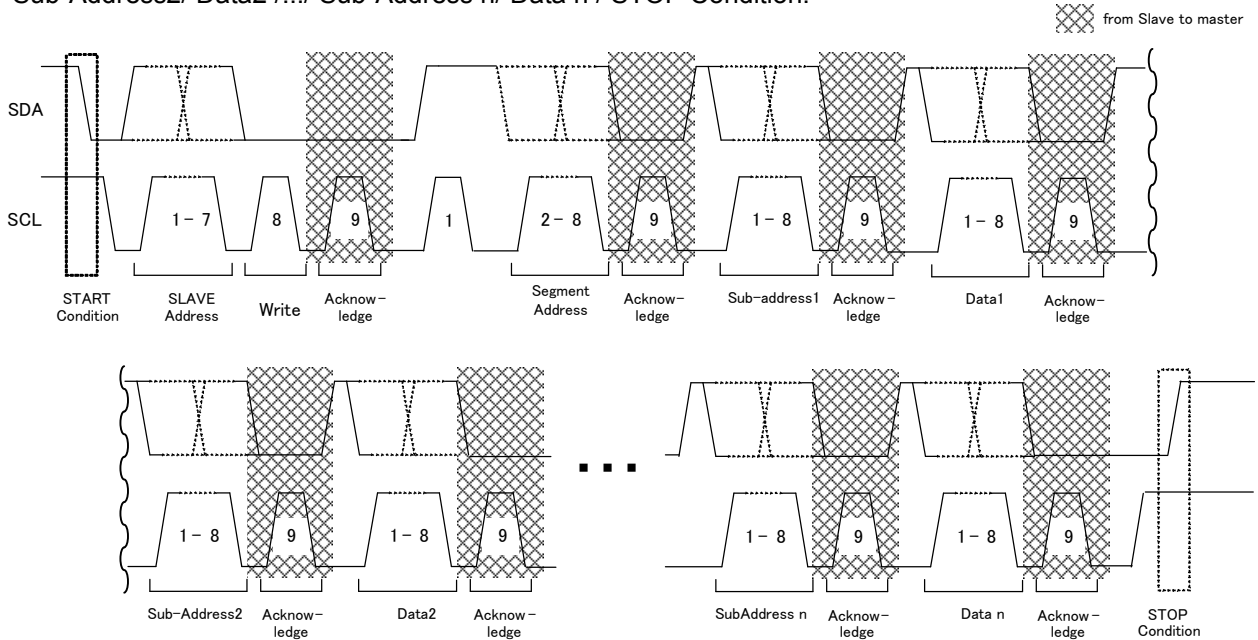 Sub-Address2/ Data2 /.../ Sub-Address n/ Data n / STOP Condition.
from Slave to master
SDA
SCL
1 - 7 8 9 1 2 - 8 9 1 - 8 9 1 - 8 9
START Condition SLAVE Address Write Acknow-ledge Segment Address Acknow-ledge Sub-address1 Acknow-ledge Data1 Acknow-ledge
1 - 8 9 1 - 8 9 ... 1 - 8 9 1 - 8 9
Sub-Address2 Acknow-ledge Data2 Acknow-ledge SubAddress n Acknow-ledge Data n Acknow-ledge STOP Condition